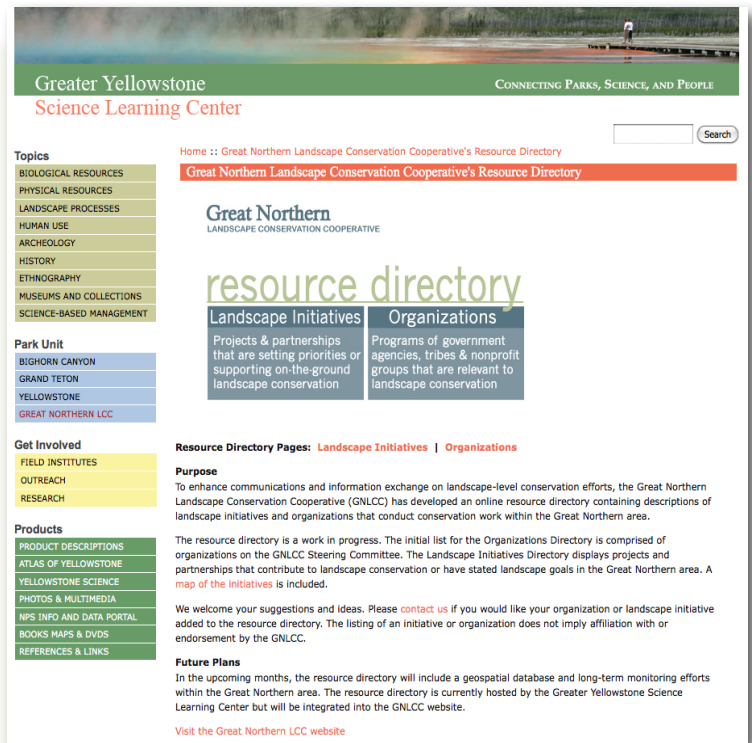 Greater Yellowstone
CONNECTING PARKS, SCIENCE, AND PEOPLE
Science Learning Center
Search
Home :: Great Northern Landscape Conservation Cooperative's Resource Directory
Great Northern Landscape Conservation Cooperative's Resource Directory
Topics
BIOLOGICAL RESOURCES
PHYSICAL RESOURCES
LANDSCAPE PROCESSES
HUMAN USE
ARCHEOLOGY
HISTORY
ETHNOGRAPHY
MUSEUMS AND COLLECTIONS
SCIENCE-BASED MANAGEMENT
Park Unit
BIGHORN CANYON
GRAND TETON
YELLOWSTONE
GREAT NORTHERN LCC
Get Involved
FIELD INSTITUTES
OUTREACH
RESEARCH
Products
PRODUCT DESCRIPTIONS
ATLAS OF YELLOWSTONE
YELLOWSTONE SCIENCE
PHOTOS & MULTIMEDIA
NPS INFO AND DATA PORTAL
BOOKS MAPS & DVDS
REFERENCES & LINKS
Great Northern
LANDSCAPE CONSERVATION COOPERATIVE
resource directory
Landscape Initiatives
Projects & partnerships
that are setting priorities or
supporting on-the-ground
landscape conservation
Organizations
Programs of government
agencies, tribes & nonprofit
groups that are relevant to
landscape conservation
Resource Directory Pages: Landscape Initiatives | Organizations
Purpose
To enhance communications and information exchange on landscape-level conservation efforts, the Great Northern
Landscape Conservation Cooperative (GNLCC) has developed an online resource directory containing descriptions of
landscape initiatives and organizations that conduct conservation work within the Great Northern area.
The resource directory is a work in progress. The initial list for the Organizations Directory is comprised of
organizations on the GNLCC Steering Committee. The Landscape Initiatives Directory displays projects and
partnerships that contribute to landscape conservation or have stated landscape goals in the Great Northern area. A
map of the initiatives is included.
We welcome your suggestions and ideas. Please contact us if you would like your organization or landscape initiative
added to the resource directory. The listing of an initiative or organization does not imply affiliation with or
endorsement by the GNLCC.
Future Plans
In the upcoming months, the resource directory will include a geospatial database and long-term monitoring efforts
within the Great Northern area. The resource directory is currently hosted by the Greater Yellowstone Science
Learning Center but will be integrated into the GNLCC website.
Visit the Great Northern LCC website